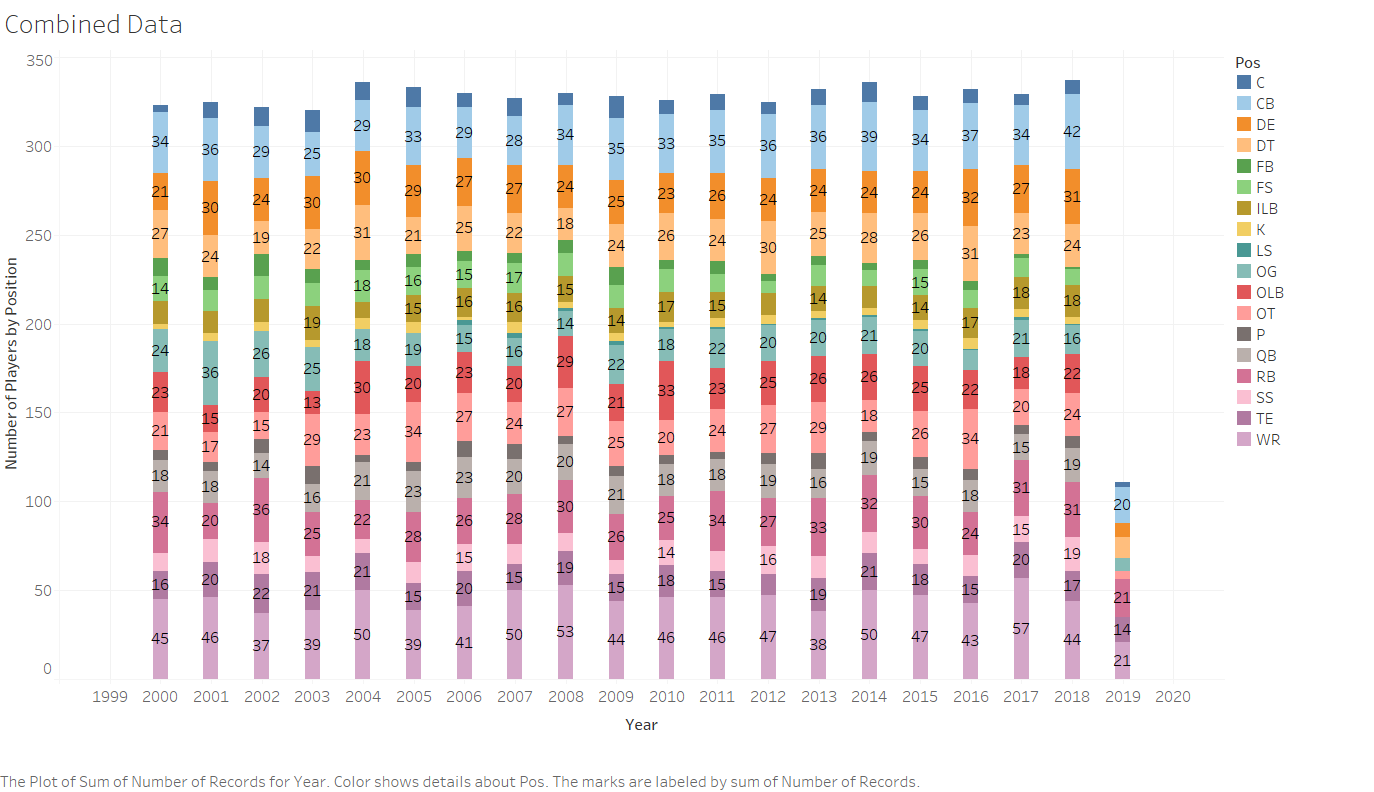 Combined Data
350
300
250
200
150
100
50
0
Number of Players by Position
34 36 29 25 29 33 29 28 34 35 33 35 36 36 39 34 37 34 42
21 30 24 30 30 29 27 27 24 25 23 26 24 24 24 24 32 27 31
27 24 19 22 31 21 25 22 18 24 26 24 30 25 28 26 31 23 24
14 18 16 15 17 15
19 15 16 16 15 14 17 15 14 14 17 18 18
24 36 26 25 18 19 15 16 14 22 18 22 20 20 21 20 21 16
23 15 20 13 30 20 23 20 29 21 33 23 25 26 26 25 22 18 22
21 17 15 29 23 34 27 24 27 25 20 24 27 29 18 26 34 20 24
18 18 14 16 21 23 23 20 20 21 18 18 19 16 19 15 18 15 19
34 20 36 25 22 28 26 28 30 26 25 34 27 33 32 30 24 31 31
18 15 14 16 15 19
16 20 22 21 21 15 20 15 19 15 18 15 19 21 18 15 20 17
45 46 37 39 50 39 41 50 53 44 46 46 47 38 50 47 43 57 44
20
21
14
21
1999 2000 2001 2002 2003 2004 2005 2006 2007 2008 2009 2010 2011 2012 2013 2014 2015 2016 2017 2018 2019 2020
Year
Pos
C
CB
DE
DT
FB
FS
ILB
K
LS
OG
OLB
OT
P
QB
RB
SS
TE
WR
The Plot of Sum of Number of Records for Year. Color shows details about Pos. The marks are labeled by sum of Number of Records.